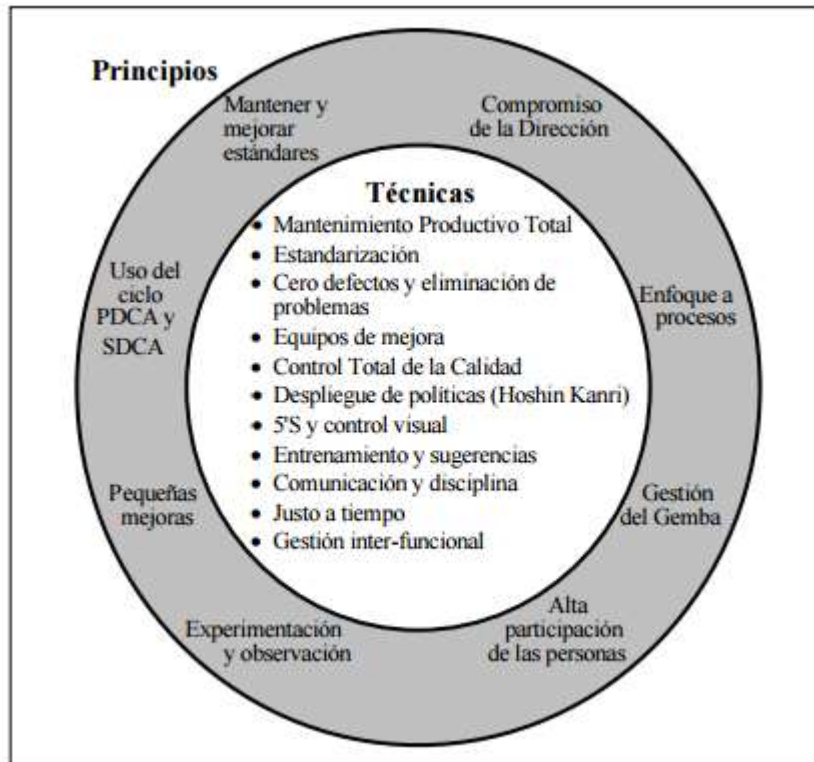 Principios
Mantener y
mejorar
estándares
Compromiso
de la Dirección
Enfoque a
procesos
Gestión
del Gemba
Alta
participación
de las personas
Experimentación
y observación
Pequeñas
mejoras
Uso del
ciclo
PDCA y
SDCA
Técnicas
• Mantenimiento Productivo Total
• Estandarización
• Cero defectos y eliminación de
problemas
• Equipos de mejora
• Control Total de la Calidad
• Despliegue de políticas (Hoshin Kanri)
• 5'S y control visual
• Entrenamiento y sugerencias
• Comunicación y disciplina
• Justo a tiempo
• Gestión inter-funcional